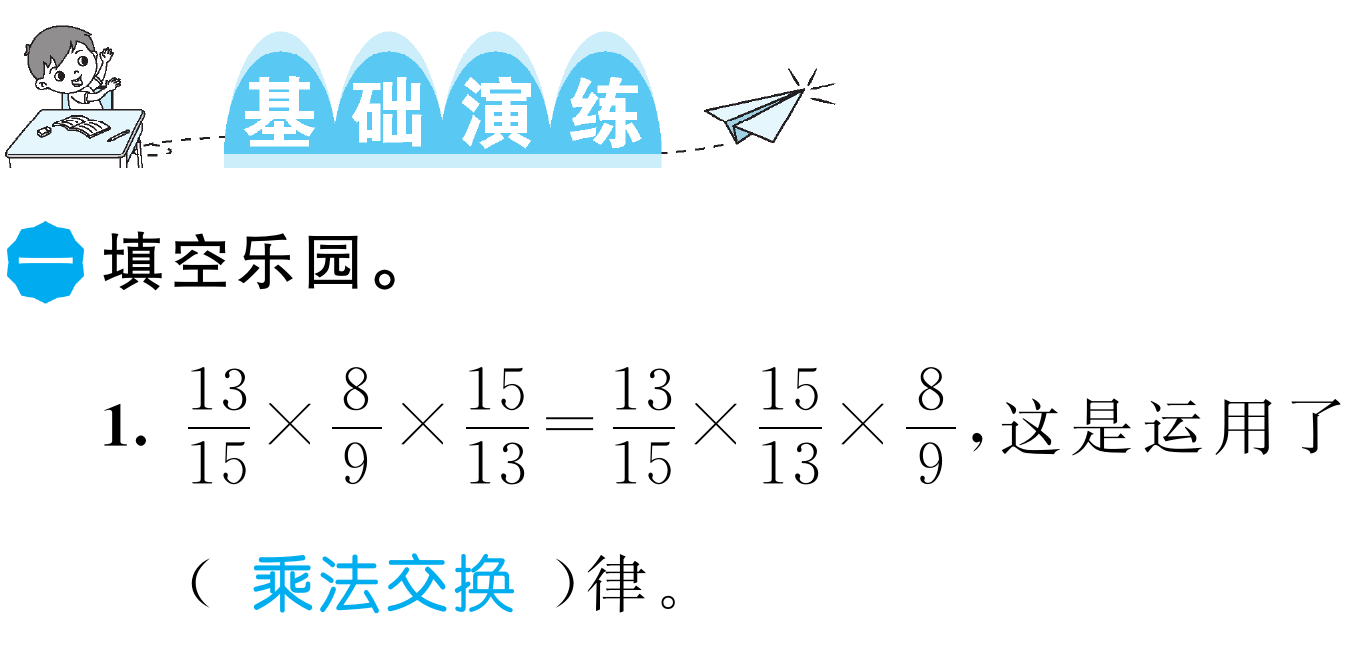 基础演练
一 填空乐园。
1. 13/15 × 8/9 × 15/13 = 13/15 × 15/13 × 8/9，这是运用了
（ 乘法交换 ）律。